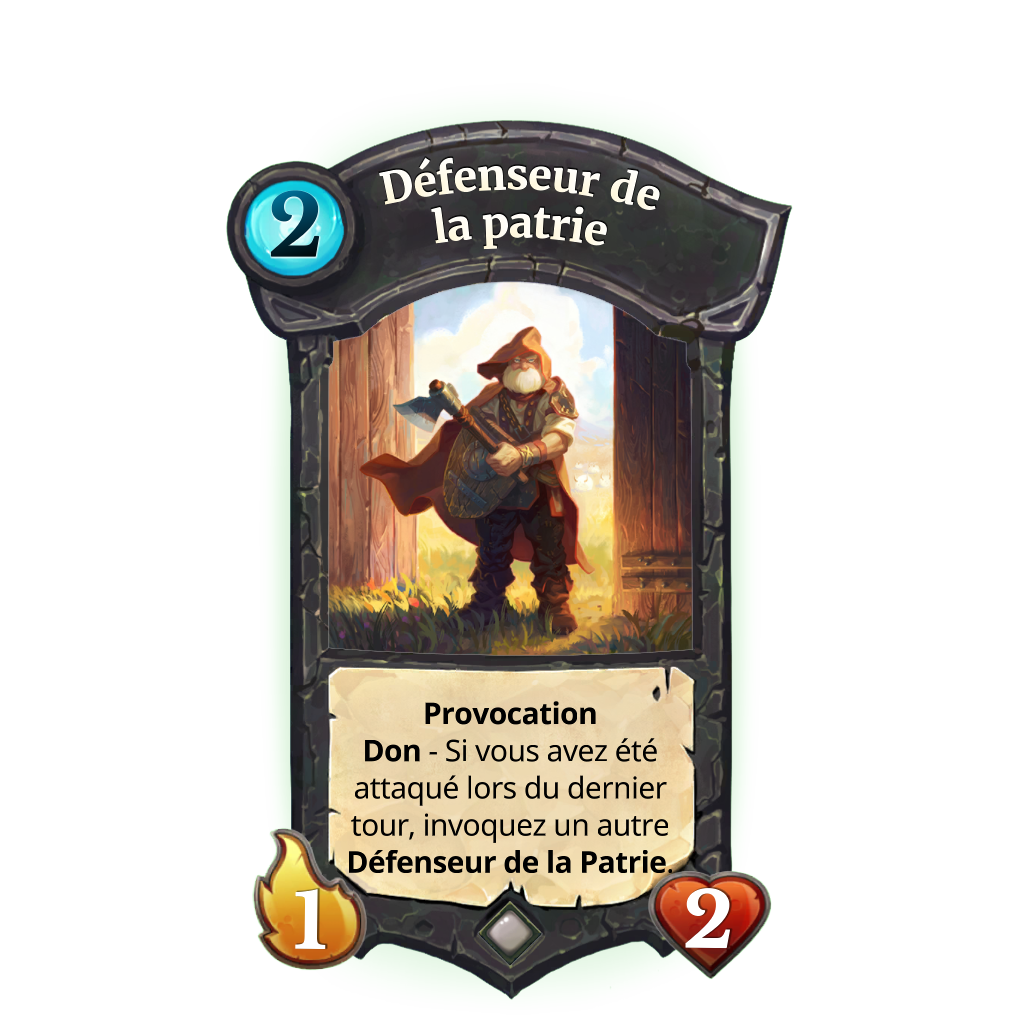 2
Défenseur de
la patrie
Provocation
Don - Si vous avez été
attaqué lors du dernier
tour, invoquez un autre
Défenseur de la Patrie.
1
2